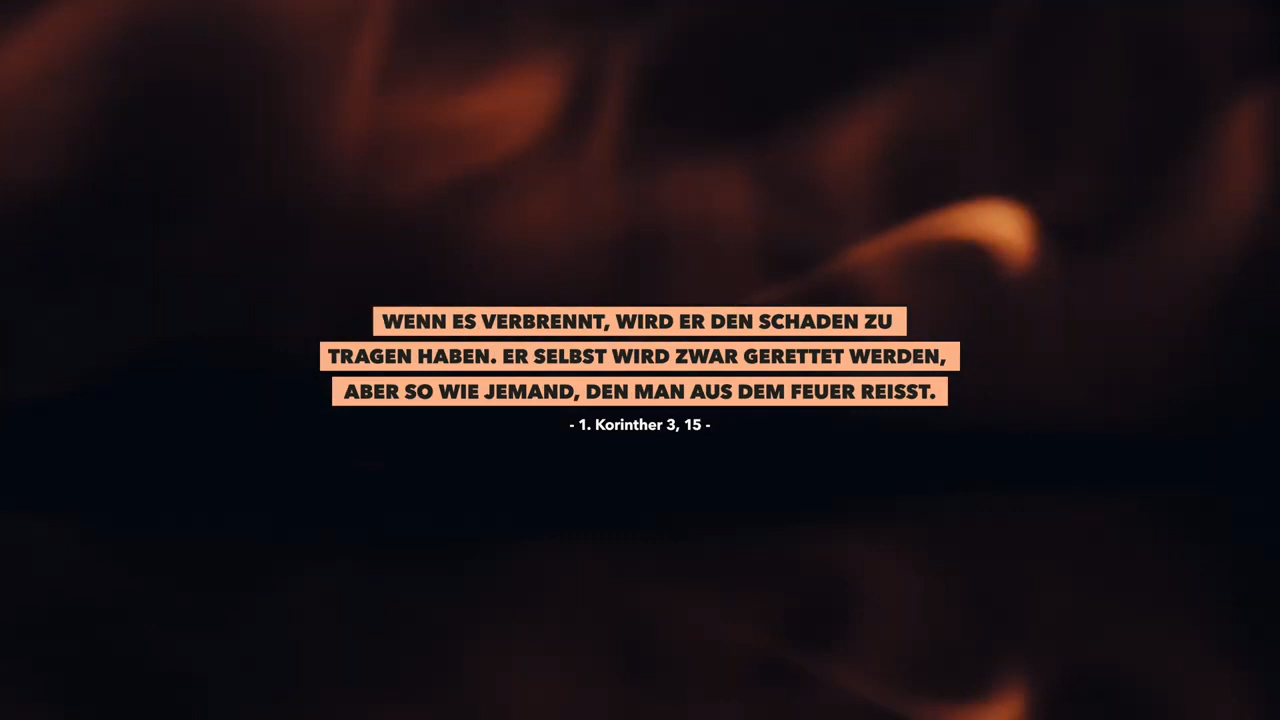 WENN ES VERBRENNT, WIRD ER DEN SCHADEN ZU
TRAGEN HABEN. ER SELBST WIRD ZWAR GERETTET WERDEN,
ABER SO WIE JEMAND, DEN MAN AUS DEM FEUER REISST.
- 1. Korinther 3, 15 -